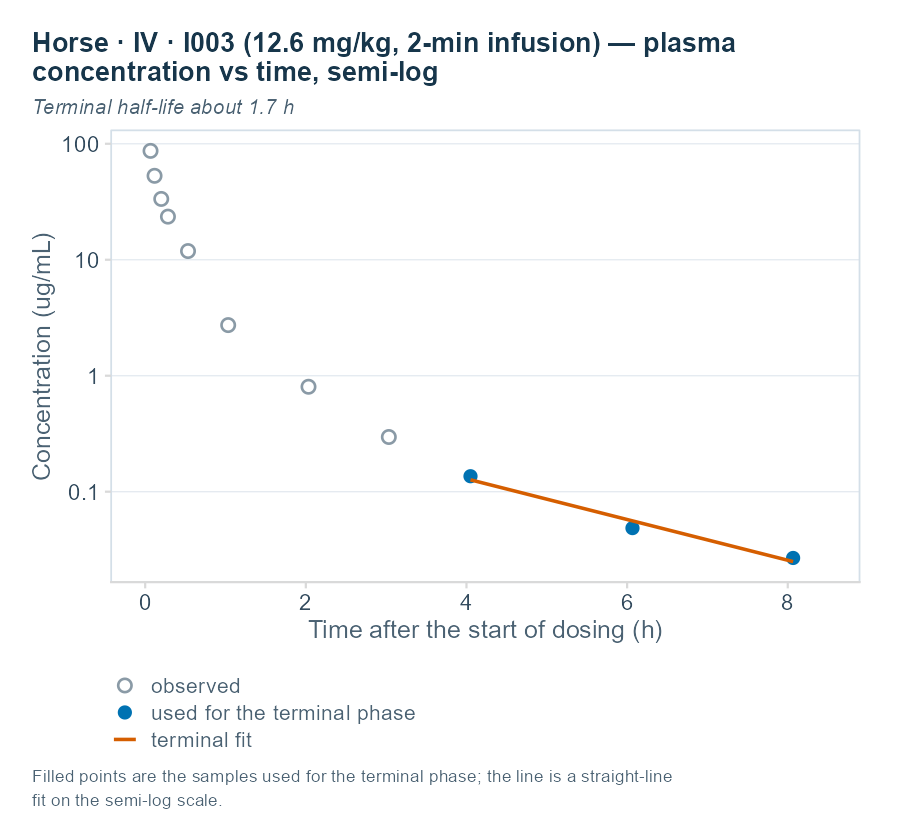 Horse · IV · I003 (12.6 mg/kg, 2-min infusion) — plasma
concentration vs time, semi-log
Terminal half-life about 1.7 h
100
10
1
0.1
Concentration (ug/mL)
0 2 4 6 8
Time after the start of dosing (h)
observed
used for the terminal phase
terminal fit
Filled points are the samples used for the terminal phase; the line is a straight-line
fit on the semi-log scale.